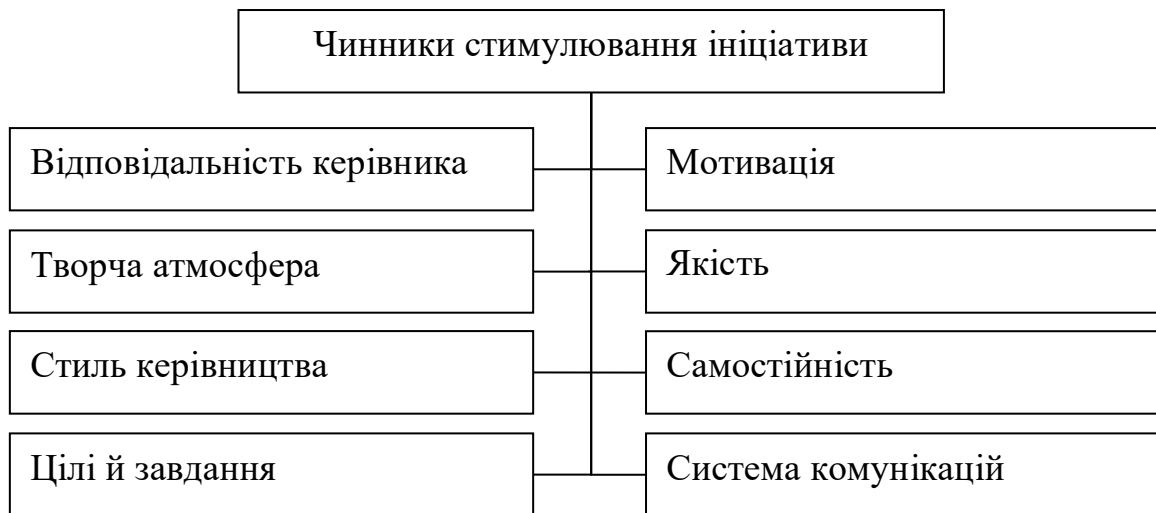 Чинники стимулювання ініціативи
Відповідальність керівника
Мотивація
Творча атмосфера
Якість
Стиль керівництва
Самостійність
Цілі й завдання
Система комунікацій